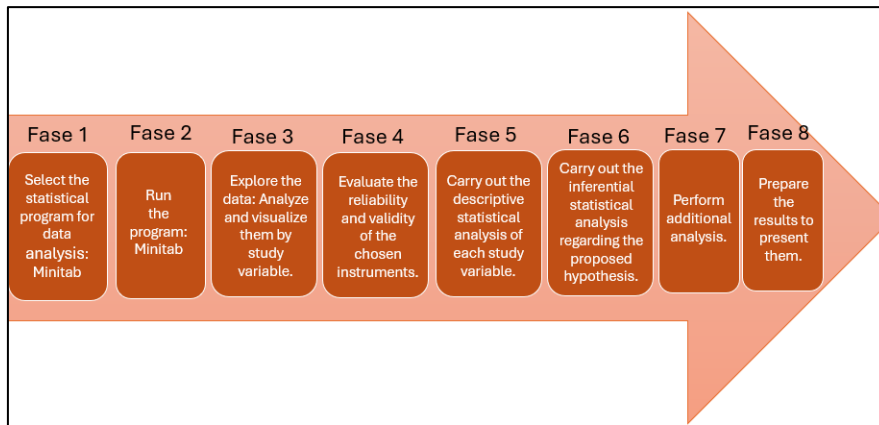 Fase 1
Select the
statistical
program for
data
analysis:
Minitab
Fase 2
Run
the
program:
Minitab
Fase 3
Explore the
data: Analyze
and visualize
them by
study
variable.
Fase 4
Evaluate the
reliability and
validity of the
chosen
instruments.
Fase 5
Carry out the
descriptive
statistical
analysis of
each study
variable.
Fase 6
Carry out the
inferential
statistical
analysis
regarding the
proposed
hypothesis.
Fase 7
Perform
additional
analysis.
Fase 8
Prepare
the
results to
present
them.